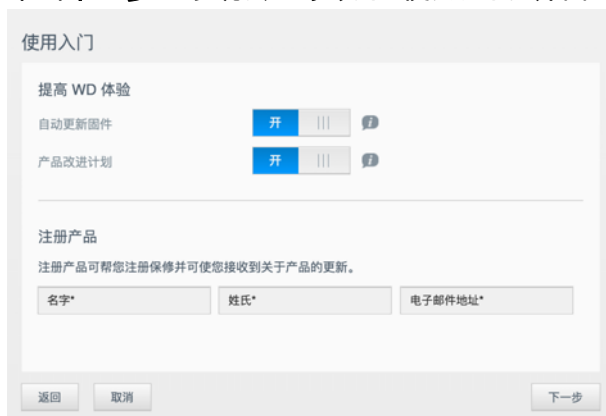 使用入门
提高 WD 体验
自动更新固件 开
产品改进计划 开
注册产品
注册产品可帮您注册保修并可使您接收到关于产品的更新。
名字* 姓氏* 电子邮件地址*
返回 取消 下一步